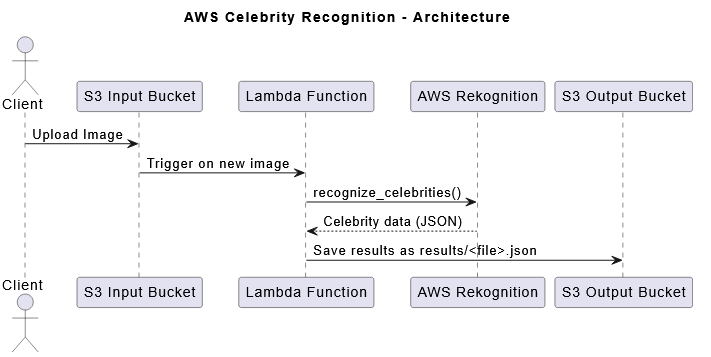 AWS Celebrity Recognition - Architecture
Client
S3 Input Bucket
Lambda Function
AWS Rekognition
S3 Output Bucket
Upload Image
Trigger on new image
recognize_celebrities()
Celebrity data (JSON)
Save results as results/<file>.json
Client
S3 Input Bucket
Lambda Function
AWS Rekognition
S3 Output Bucket